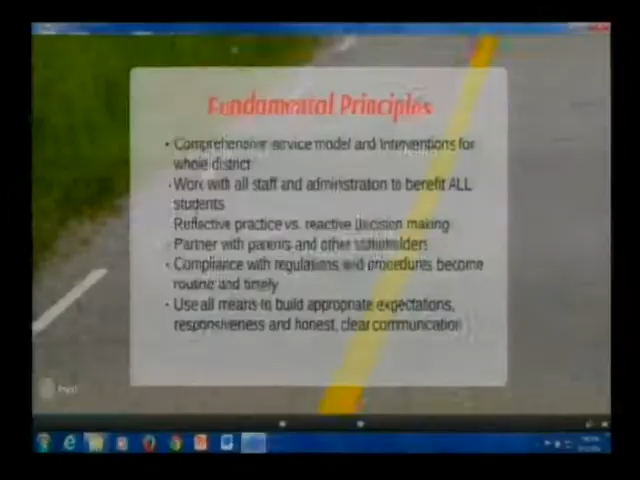 Fundamental Principles
• Comprehensive service model and interventions for
whole district
• Work with all staff and administration to benefit ALL
students
Reflective practice vs. reactive decision making
• Partner with parents and other stakeholders
• Compliance with regulations and procedures become
routine and timely
• Use all means to build appropriate expectations,
responsiveness and honest, clear communication